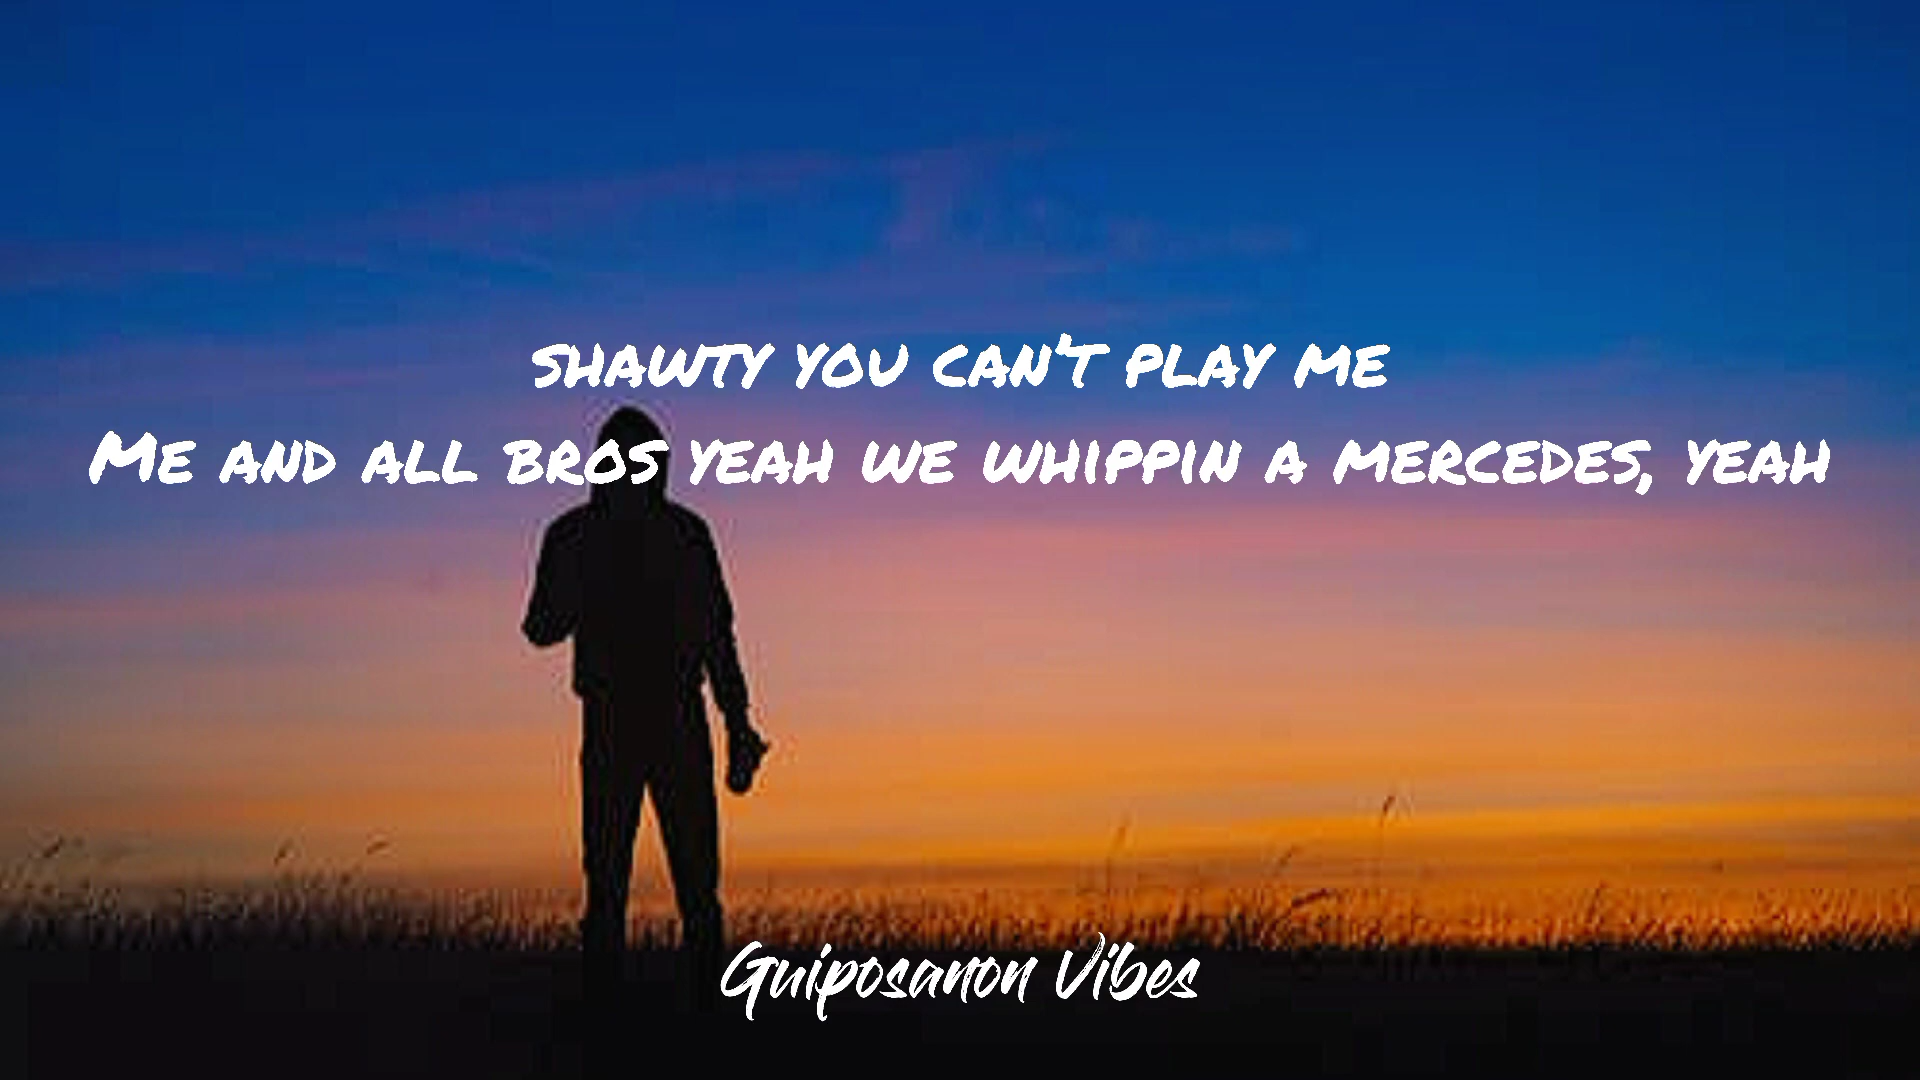 shawty you can't play me
Me and all bros yeah we whippin a mercedes, yeah
Guiposanon Vibes